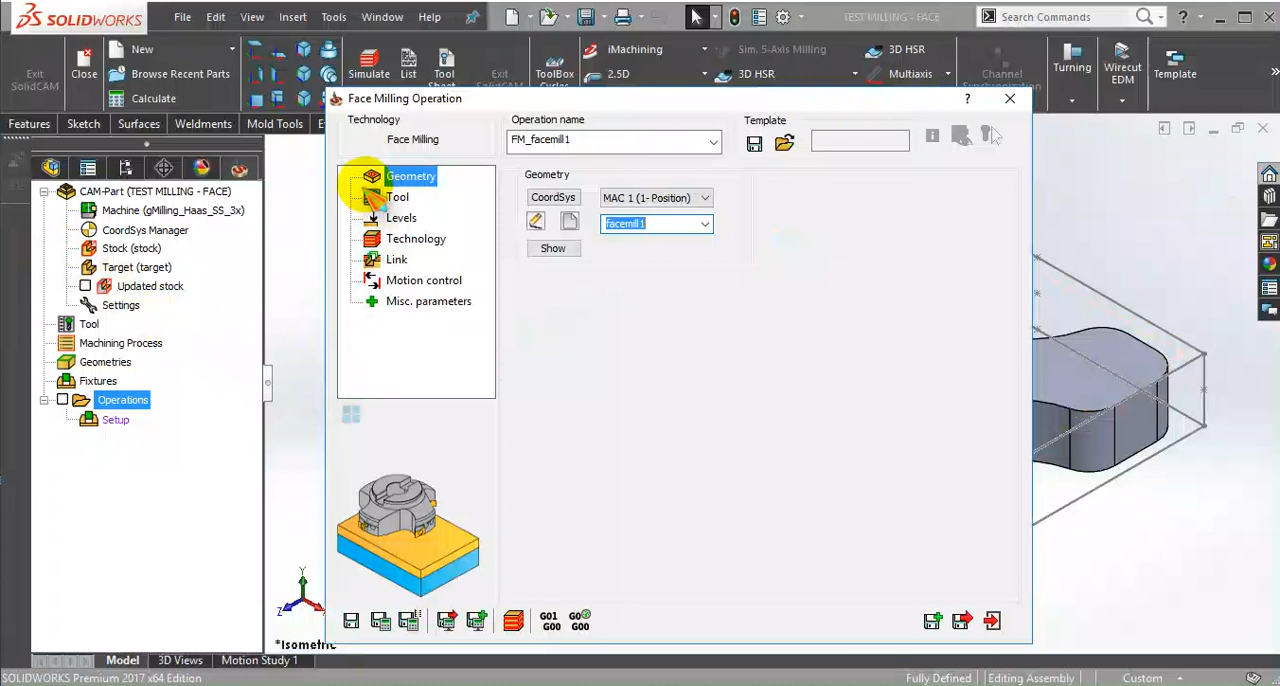 SOLIDWORKS
File Edit View Insert Tools Window Help
TEST MILLING - FACE
Search Commands
New
Browse Recent Parts
Calculate
Exit SolidCAM
Close
Simulate
List
Tool Sheet
Exit SolidCAM
ToolBox Cycles
iMachining
2.5D
Sim. 5-Axis Milling
3D HSR
3D HSR
Multiaxis
Channel Synchronization
Turning
Wirecut EDM
Template
Features Sketch Surfaces Weldments Mold Tools
Face Milling Operation
Technology
Face Milling
Operation name
FM_facemill1
Template
CAM-Part (TEST MILLING - FACE)
Machine (gMilling_Haas_SS_3x)
CoordSys Manager
Stock (stock)
Target (target)
Updated stock
Settings
Tool
Machining Process
Geometries
Fixtures
Operations
Setup
Geometry
Tool
Levels
Technology
Link
Motion control
Misc. parameters
Geometry
CoordSys
MAC 1 (1- Position)
facemill1
Show
G01 G00
G0 G00
Y
Z
*Isometric
Model 3D Views Motion Study 1
SOLIDWORKS Premium 2017 x64 Edition
Fully Defined
Editing Assembly
Custom